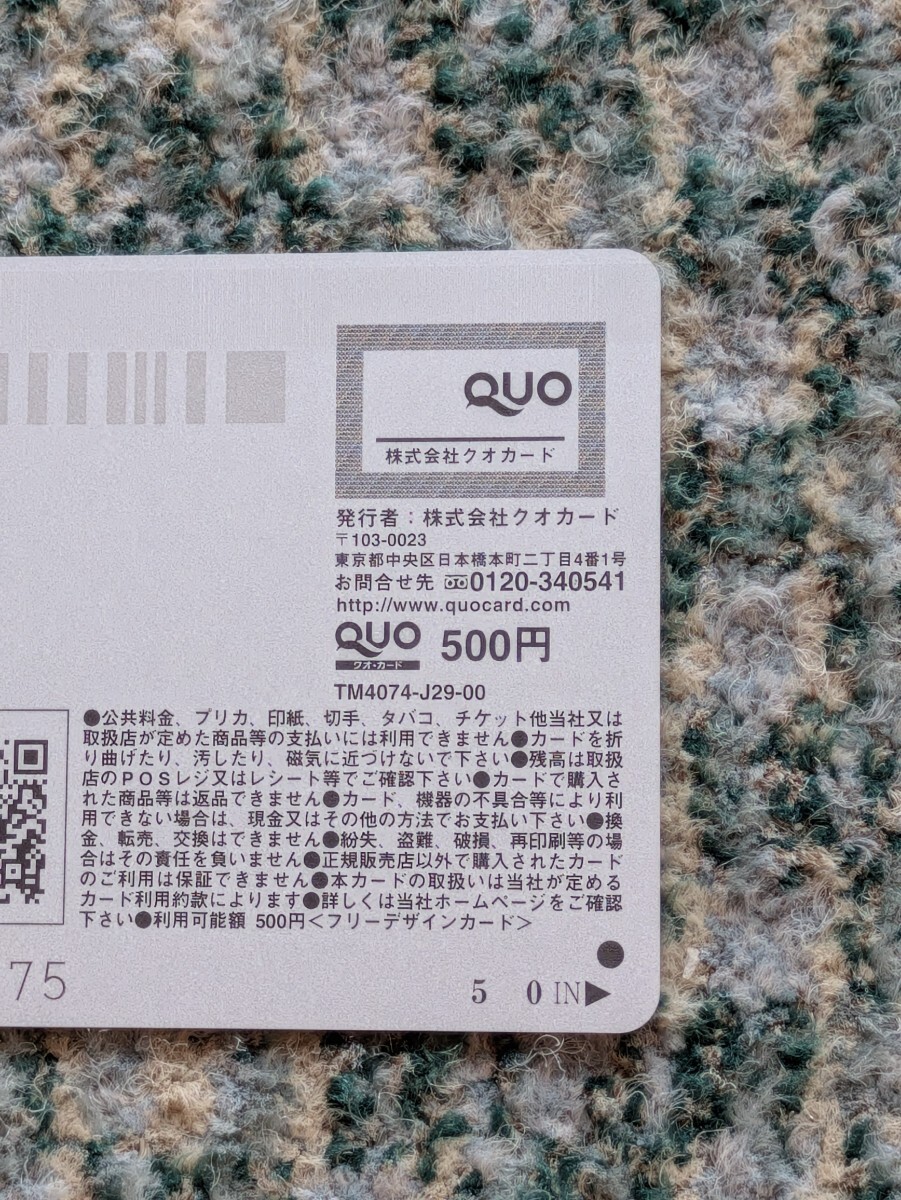 QUO
株式会社クオカード
発行者：株式会社クオカード
〒103-0023
東京都中央区日本橋本町二丁目4番1号
お問合せ先 0120-340541
http://www.quocard.com
QUO 500円
クオ・カード
TM4074-J29-00
●公共料金、プリカ、印紙、切手、タバコ、チケット他当社又は
取扱店が定めた商品等の支払いには利用できません●カードを折
り曲げたり、汚したり、磁気に近づけないで下さい●残高は取扱
店のPOSレジ又はレシート等でご確認下さい●カードで購入さ
れた商品等は返品できません●カード、機器の不具合等により利
用できない場合は、現金又はその他の方法でお支払い下さい●換
金、転売、交換はできません●紛失、盗難、破損、再印刷等の場
合はその責任を負いません●正規販売店以外で購入されたカード
のご利用は保証できません●本カードの取扱いは当社が定める
カード利用約款によります●詳しくは当社ホームページをご確認
下さい●利用可能額 500円<フリーデザインカード>
75
5 0 IN▶